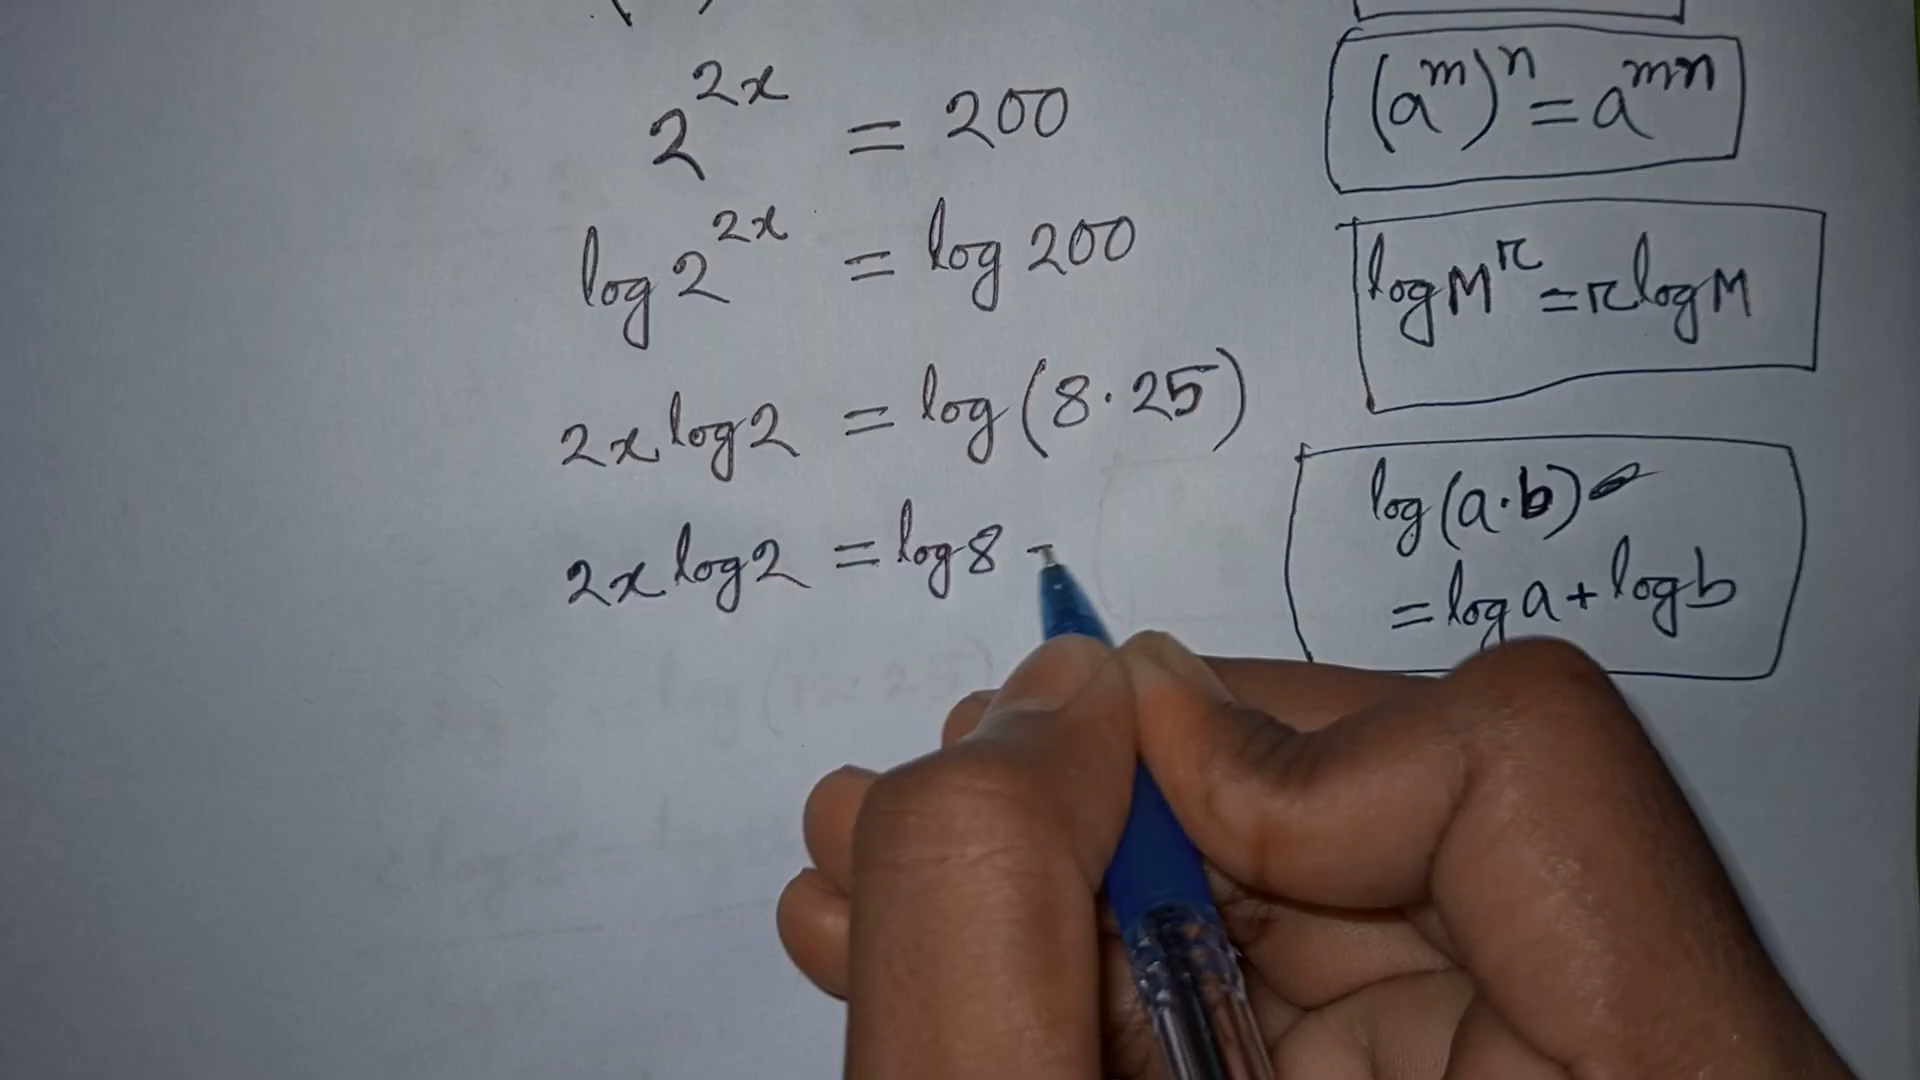 2^{2x} = 200
log 2^{2x} = log 200
2x log 2 = log (8 · 25)
2x log 2 = log 8 -
(a^m)^n = a^{mn}
log M^r = r log M
log (a · b)
= log a + log b